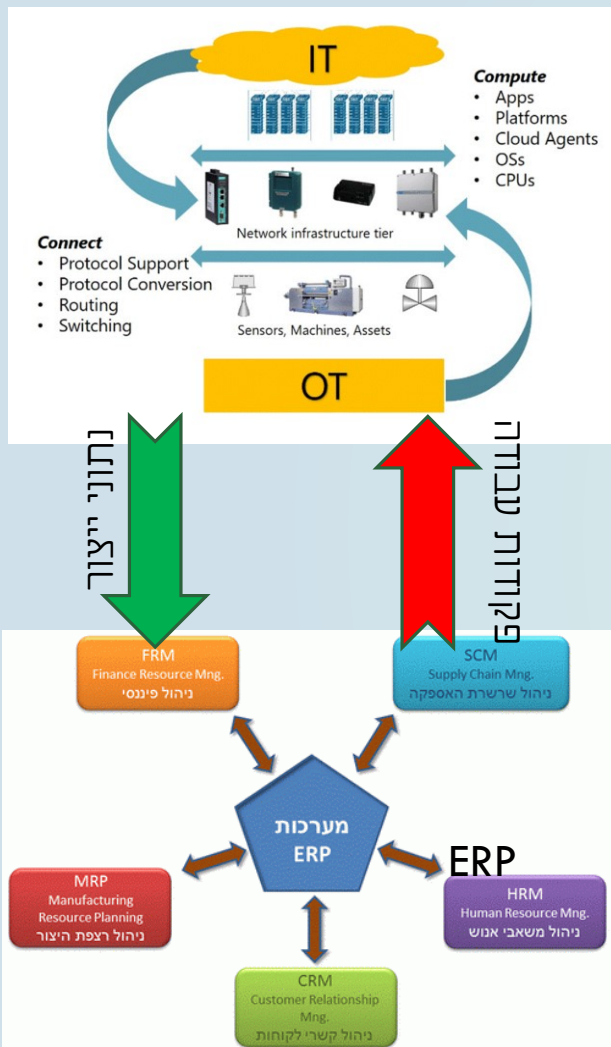 IT
Compute
• Apps
• Platforms
• Cloud Agents
• OSs
• CPUs
Network infrastructure tier
Connect
• Protocol Support
• Protocol Conversion
• Routing
• Switching
Sensors, Machines, Assets
OT
נתוני ייצור
פקודות עבודה
FRM
Finance Resource Mng.
ניהול פיננסי
SCM
Supply Chain Mng.
ניהול שרשרת האספקה
מערכות
ERP
ERP
MRP
Manufacturing
Resource Planning
ניהול רצפת היצור
HRM
Human Resource Mng.
ניהול משאבי אנוש
CRM
Customer Relationship
Mng.
ניהול קשרי לקוחות